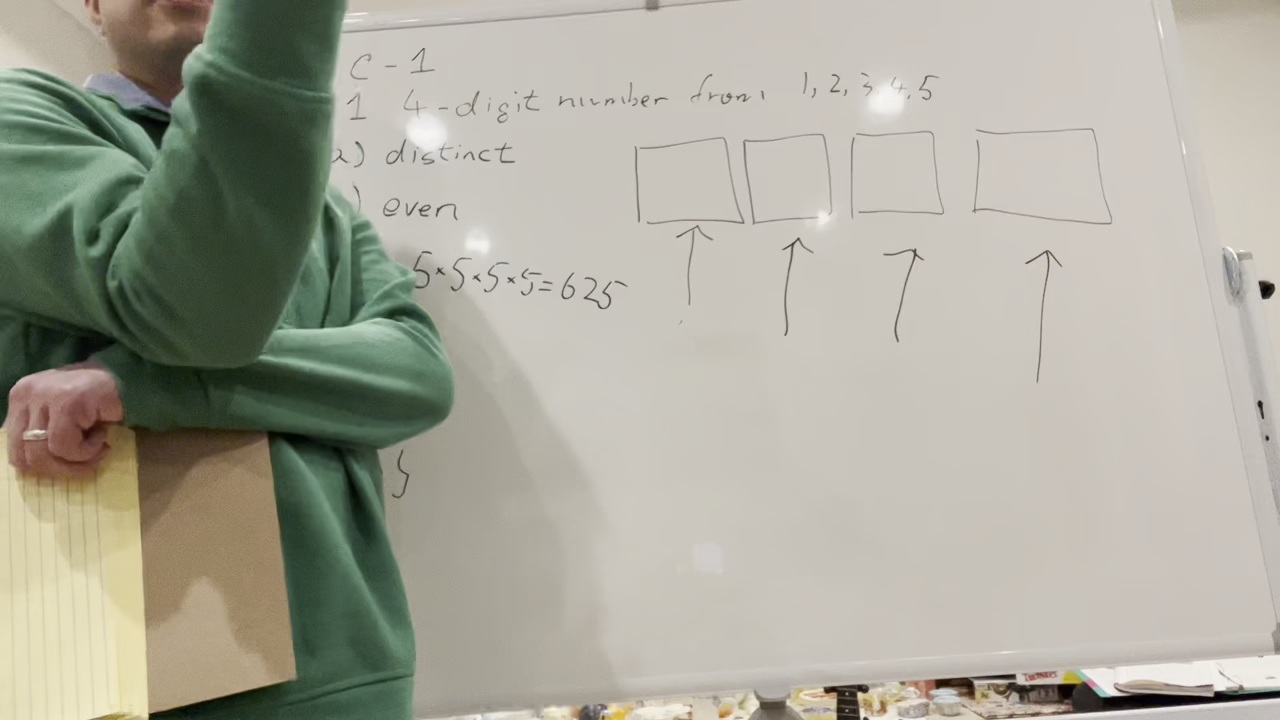 C - 1
1 4-digit number from 1, 2, 3, 4, 5
a) distinct
) even
5×5×5×5=625
}